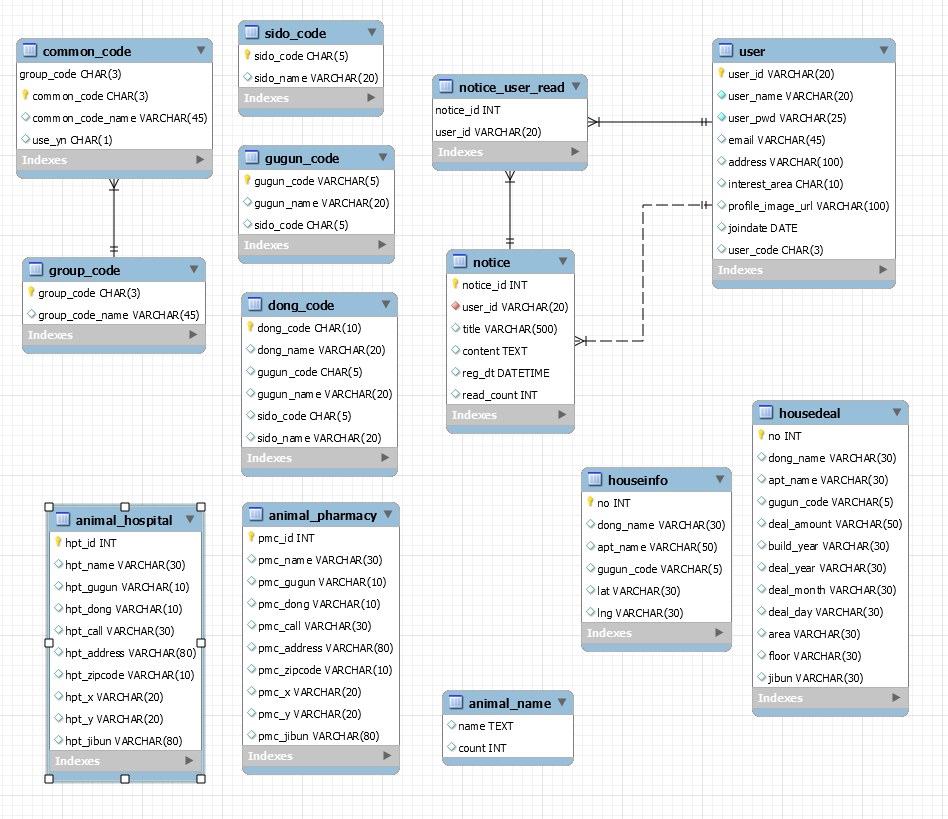 common_code
group_code CHAR(3)
common_code CHAR(3)
common_code_name VARCHAR(45)
use_yn CHAR(1)
Indexes
group_code
group_code CHAR(3)
group_code_name VARCHAR(45)
Indexes
sido_code
sido_code CHAR(5)
sido_name VARCHAR(20)
Indexes
gugun_code
gugun_code VARCHAR(5)
gugun_name VARCHAR(20)
sido_code CHAR(5)
Indexes
dong_code
dong_code CHAR(10)
dong_name VARCHAR(20)
gugun_code CHAR(5)
gugun_name VARCHAR(20)
sido_code CHAR(5)
sido_name VARCHAR(20)
Indexes
notice_user_read
notice_id INT
user_id VARCHAR(20)
Indexes
notice
notice_id INT
user_id VARCHAR(20)
title VARCHAR(500)
content TEXT
reg_dt DATETIME
read_count INT
Indexes
user
user_id VARCHAR(20)
user_name VARCHAR(20)
user_pwd VARCHAR(25)
email VARCHAR(45)
address VARCHAR(100)
interest_area CHAR(10)
profile_image_url VARCHAR(100)
joindate DATE
user_code CHAR(3)
Indexes
animal_hospital
hpt_id INT
hpt_name VARCHAR(30)
hpt_gugun VARCHAR(10)
hpt_dong VARCHAR(10)
hpt_call VARCHAR(30)
hpt_address VARCHAR(80)
hpt_zipcode VARCHAR(10)
hpt_x VARCHAR(20)
hpt_y VARCHAR(20)
hpt_jibun VARCHAR(80)
Indexes
animal_pharmacy
pmc_id INT
pmc_name VARCHAR(30)
pmc_gugun VARCHAR(10)
pmc_dong VARCHAR(10)
pmc_call VARCHAR(30)
pmc_address VARCHAR(80)
pmc_zipcode VARCHAR(10)
pmc_x VARCHAR(20)
pmc_y VARCHAR(20)
pmc_jibun VARCHAR(80)
Indexes
animal_name
name TEXT
count INT
Indexes
houseinfo
no INT
dong_name VARCHAR(30)
apt_name VARCHAR(50)
gugun_code VARCHAR(5)
lat VARCHAR(30)
lng VARCHAR(30)
Indexes
housedeal
no INT
dong_name VARCHAR(30)
apt_name VARCHAR(30)
gugun_code VARCHAR(5)
deal_amount VARCHAR(50)
build_year VARCHAR(30)
deal_year VARCHAR(30)
deal_month VARCHAR(30)
deal_day VARCHAR(30)
area VARCHAR(30)
floor VARCHAR(30)
jibun VARCHAR(30)
Indexes